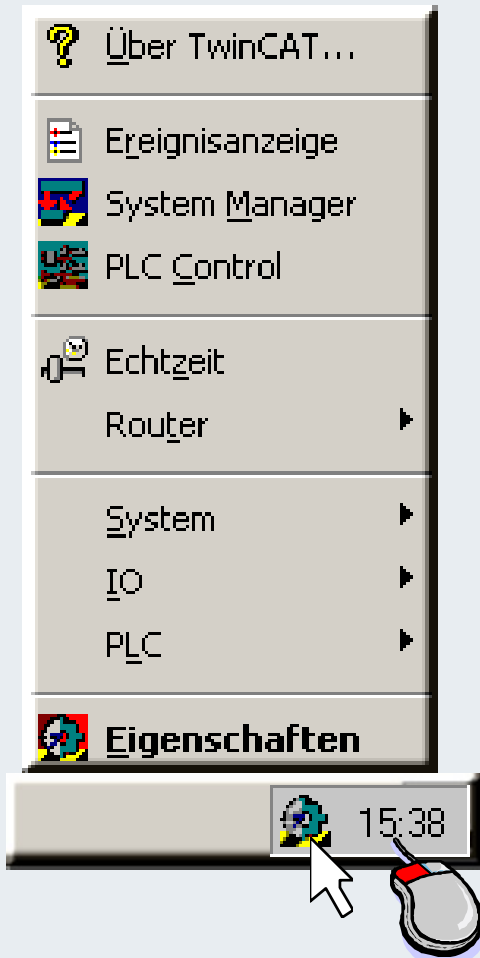 Über TwinCAT...
Ereignisanzeige
System Manager
PLC Control
Echtzeit
Router
System
IO
PLC
Eigenschaften
15:38